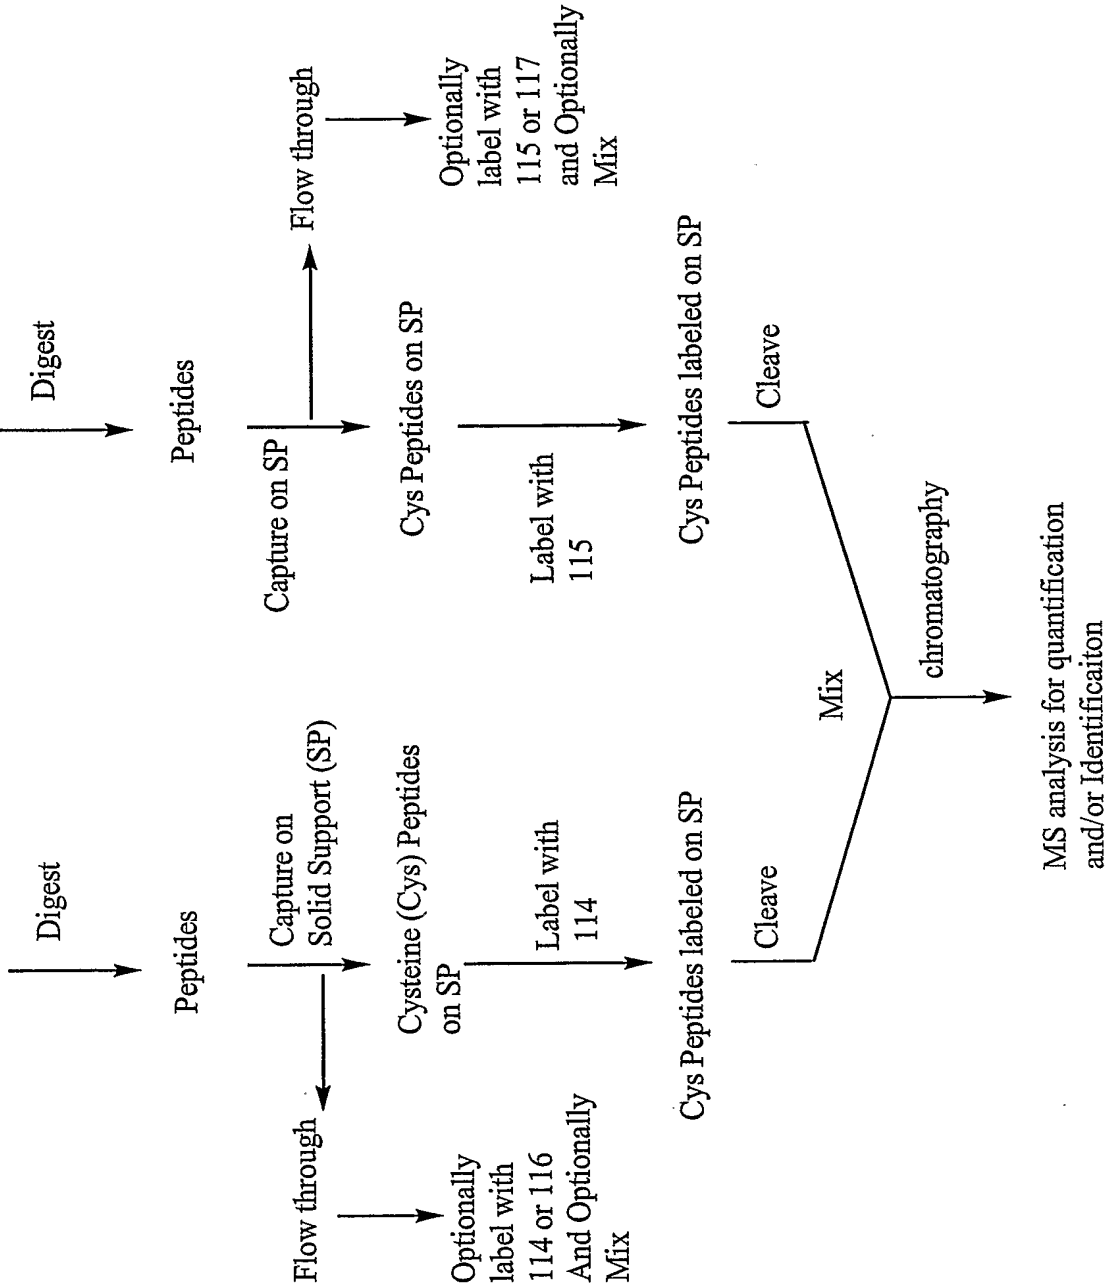 Digest
Digest
Peptides
Peptides
Capture on
Solid Support (SP)
Capture on SP
Flow through
Flow through
Cysteine (Cys) Peptides
on SP
Cys Peptides on SP
Optionally
label with
114 or 116
And Optionally
Mix
Optionally
label with
115 or 117
and Optionally
Mix
Label with
114
Label with
115
Cys Peptides labeled on SP
Cys Peptides labeled on SP
Cleave
Cleave
Mix
chromatography
MS analysis for quantification
and/or Identificaiton